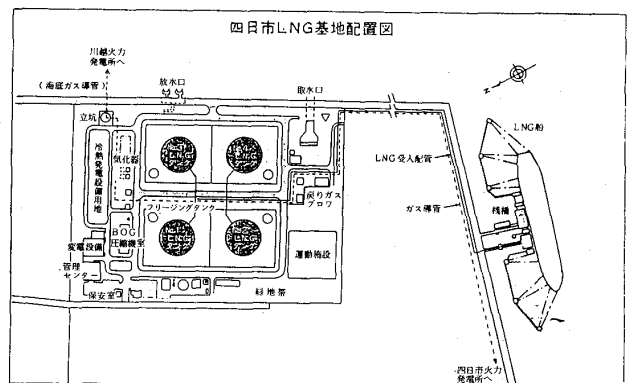 四日市LNG基地配置図
川越火力
発電所へ
(海底ガス導管)
放水口
取水口
立坑
冷熱発電設備用地
気化器
LNG
LNG
フリージングタンク
LNG
LNG
戻りガス
ブロワ
BOG
圧縮機室
変電設備
管理
センター
保安室
運動施設
緑地帯
LNG受入配管
ガス導管
N
LNG船
桟橋
四日市火力
発電所へ